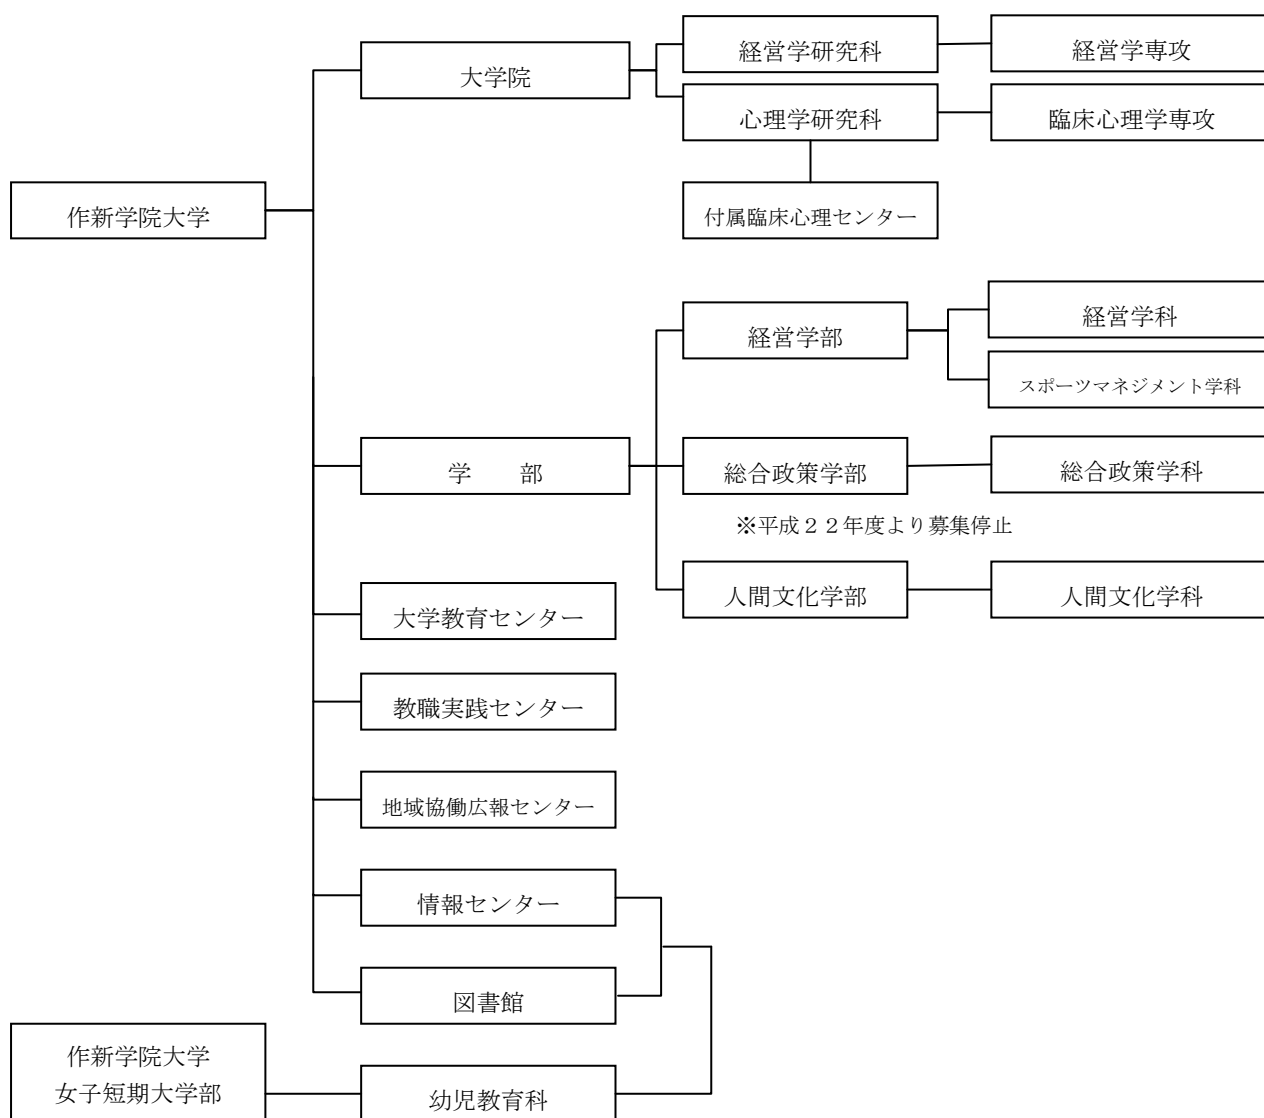 大学院
経営学研究科
経営学専攻
心理学研究科
臨床心理学専攻
付属臨床心理センター
作新学院大学
経営学部
経営学科
スポーツマネジメント学科
学　　部
総合政策学部
総合政策学科
※平成２２年度より募集停止
人間文化学部
人間文化学科
大学教育センター
教職実践センター
地域協働広報センター
情報センター
図書館
作新学院大学
女子短期大学部
幼児教育科